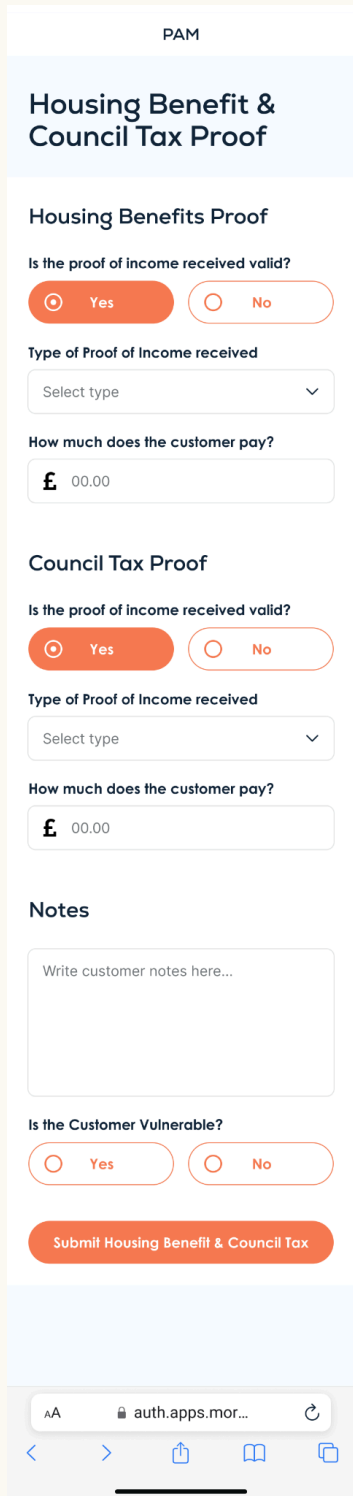 PAM
Housing Benefit &
Council Tax Proof
Housing Benefits Proof
Is the proof of income received valid?
Yes
No
Type of Proof of Income received
Select type
How much does the customer pay?
£ 00.00
Council Tax Proof
Is the proof of income received valid?
Yes
No
Type of Proof of Income received
Select type
How much does the customer pay?
£ 00.00
Notes
Write customer notes here...
Is the Customer Vulnerable?
Yes
No
Submit Housing Benefit & Council Tax
AA auth.apps.mor...